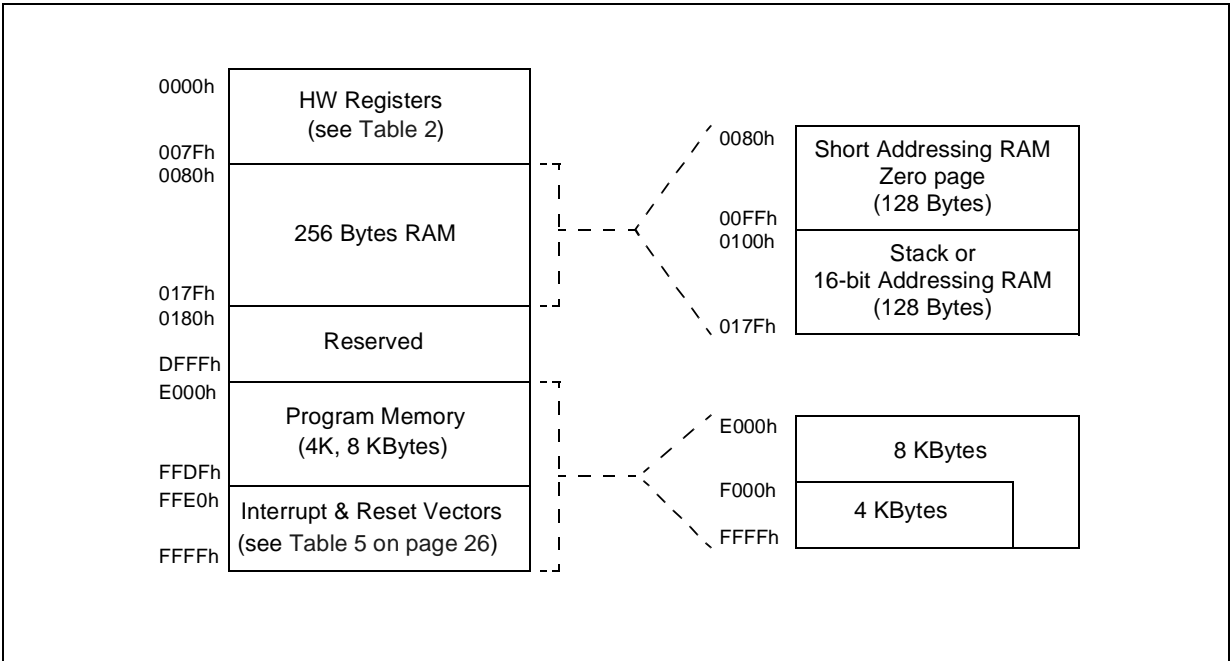 0000h
HW Registers
(see Table 2)
007Fh
0080h
256 Bytes RAM
017Fh
0180h
Reserved
DFFFh
E000h
Program Memory
(4K, 8 KBytes)
FFDFh
FFE0h
Interrupt & Reset Vectors
(see Table 5 on page 26)
FFFFh
0080h
Short Addressing RAM
Zero page
(128 Bytes)
00FFh
0100h
Stack or
16-bit Addressing RAM
(128 Bytes)
017Fh
E000h
8 KBytes
F000h
4 KBytes
FFFFh